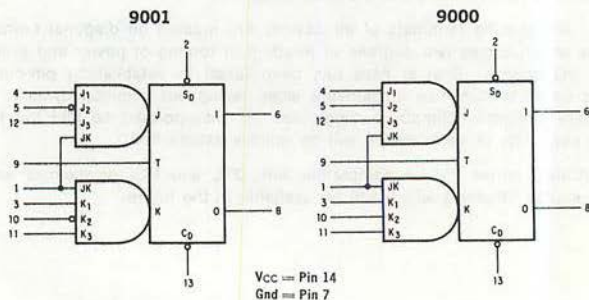 9001
9000
2
2
4 J1
5 J2
12 J3
SD
J
1 6
9 T
1 JK
3 K1
10 K2
11 K3
K
0 8
CD
13
4 J1
5 J2
12 J3
SD
J
1 6
9 T
1 JK
3 K1
10 K2
11 K3
K
0 8
CD
13
JK
JK
VCC = Pin 14
Gnd = Pin 7